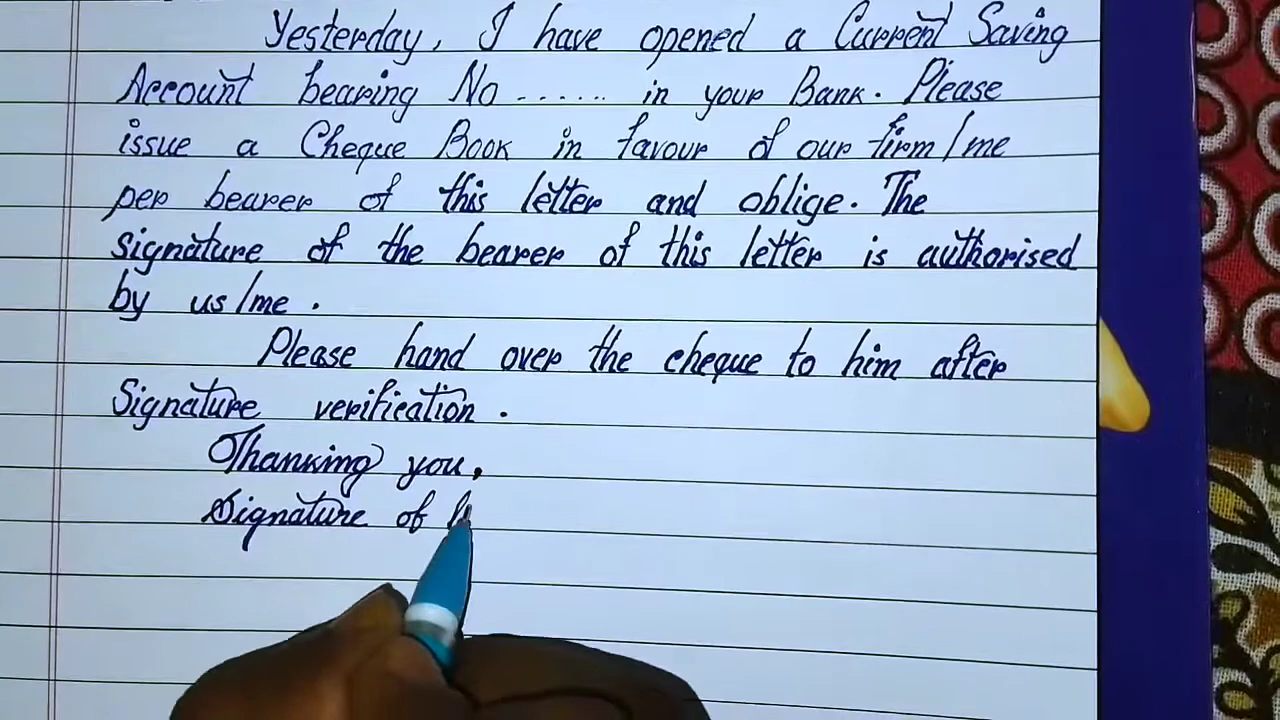 Yesterday, I have opened a Current Saving
Account bearing No ...... in your Bank. Please
issue a Cheque Book in favour of our firm/me
per bearer of this letter and oblige. The
signature of the bearer of this letter is authorised
by us/me.
Please hand over the cheque to him after
Signature verification.
Thanking you,
Signature of